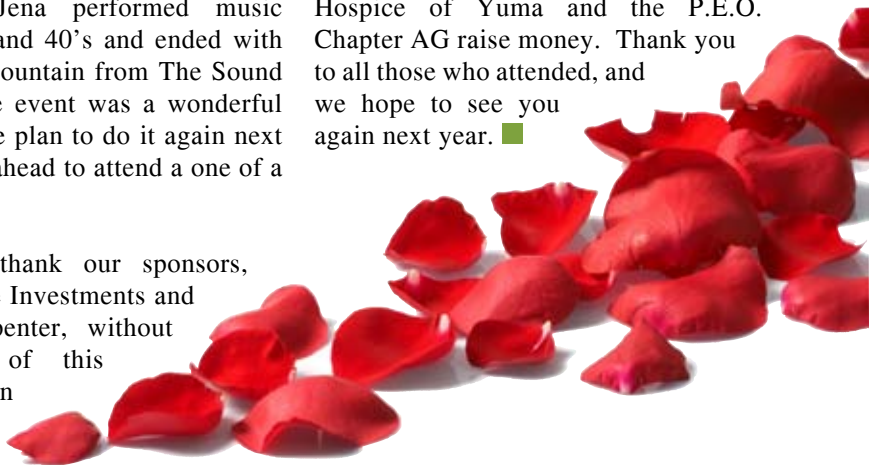 Jena performed music
and 40's and ended with
ountain from The Sound
event was a wonderful
plan to do it again next
ahead to attend a one of a
thank our sponsors,
Investments and
penter, without
of this
n
Hospice of Yuma and the P.E.O.
Chapter AG raise money. Thank you
to all those who attended, and
we hope to see you
again next year.